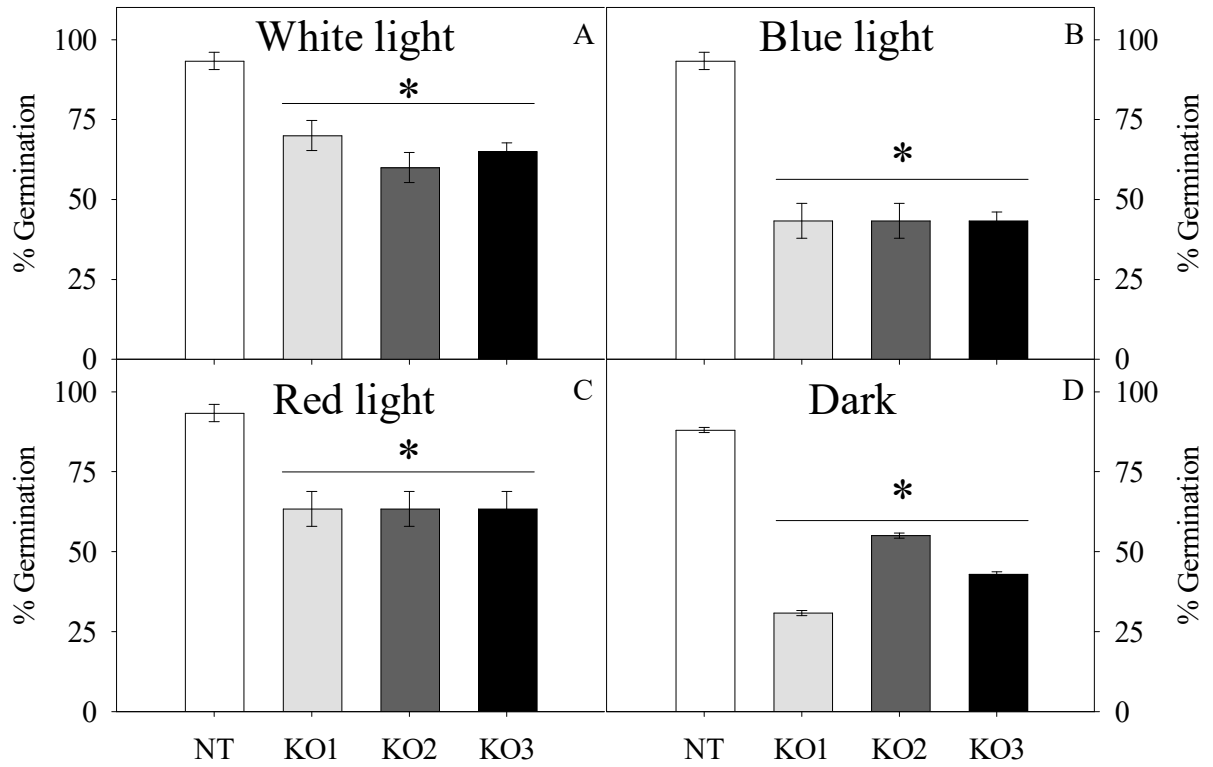 White light
A
*
100
75
50
25
0
% Germination
Blue light
B
*
100
75
50
25
0
% Germination
Red light
C
*
100
75
50
25
0
% Germination
NT KO1 KO2 KO3
Dark
D
*
100
75
50
25
0
% Germination
NT KO1 KO2 KO3